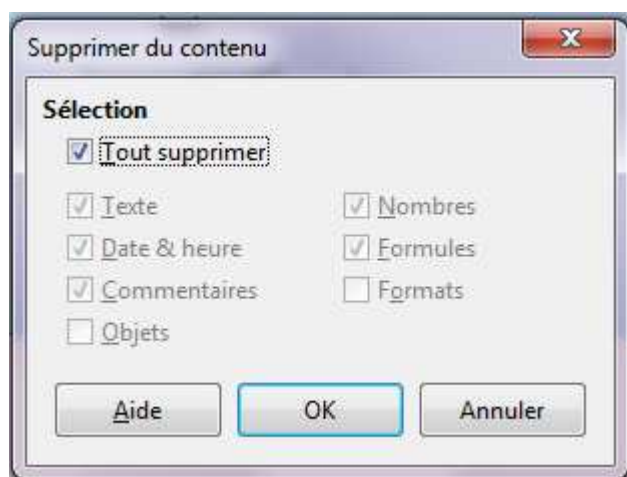 Supprimer du contenu
Sélection
Tout supprimer
Texte
Nombres
Date & heure
Formules
Commentaires
Formats
Objets
Aide
OK
Annuler